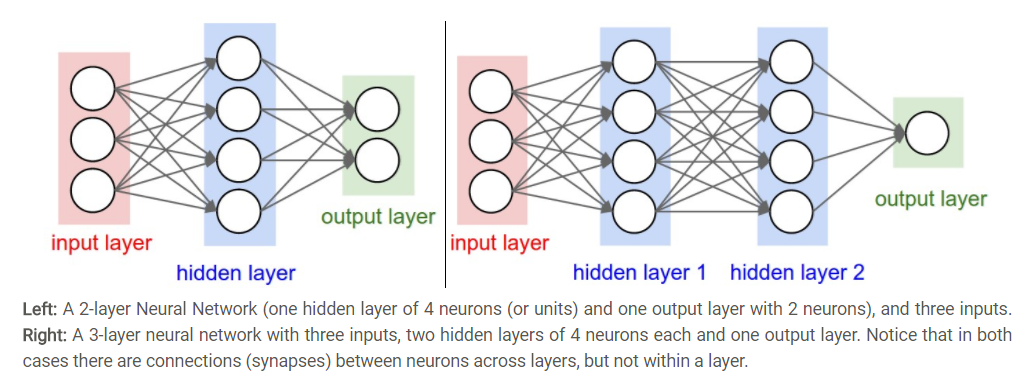 input layer
hidden layer
output layer
input layer
hidden layer 1
hidden layer 2
output layer
Left: A 2-layer Neural Network (one hidden layer of 4 neurons (or units) and one output layer with 2 neurons), and three inputs.
Right: A 3-layer neural network with three inputs, two hidden layers of 4 neurons each and one output layer. Notice that in both
cases there are connections (synapses) between neurons across layers, but not within a layer.